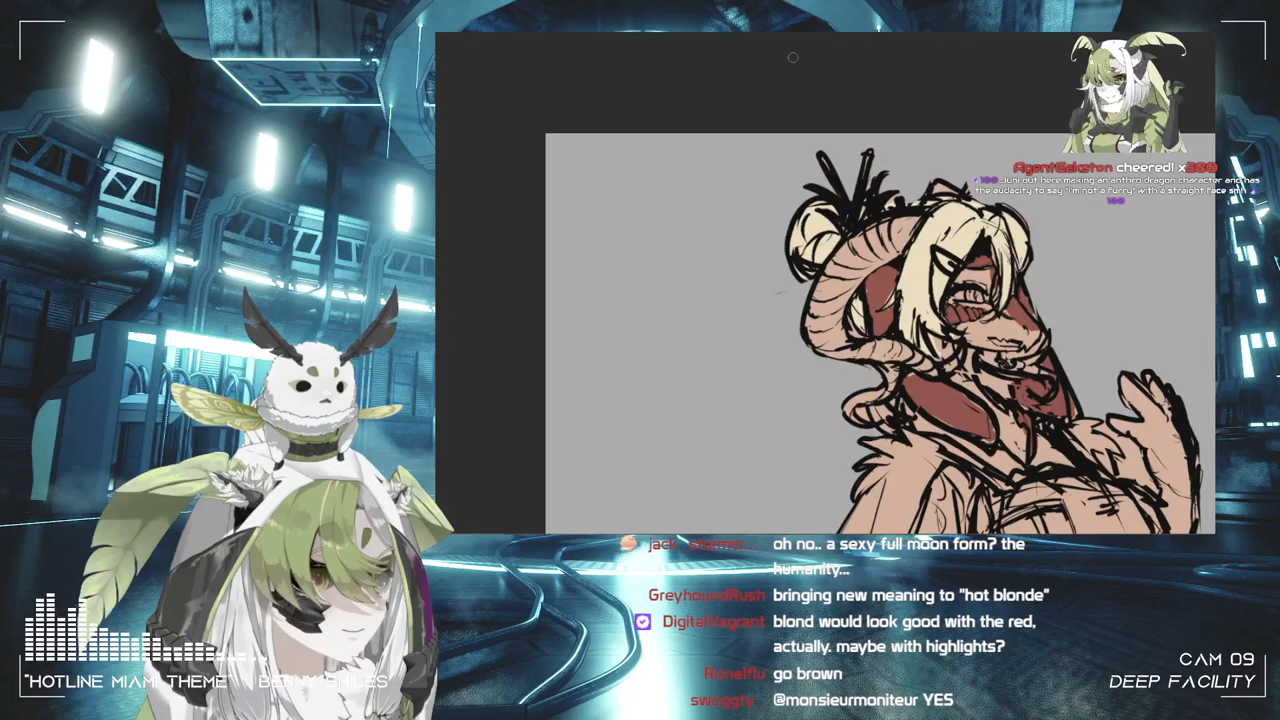 cheered!
Juni out here making an anthro dragon character and has
the audacity to say "I'm not a furry" with a straight face smh
100
oh no.. a sexy full moon form? the
humanity...
GreyhoundRush bringing new meaning to "hot blonde"
DigitalVagrant blond would look good with the red,
actually. maybe with highlights?
go brown
swoggty @monsieurmoniteur YES
"HOTLINE MIAMI THEME" SMILES"
CAM 09
DEEP FACILITY